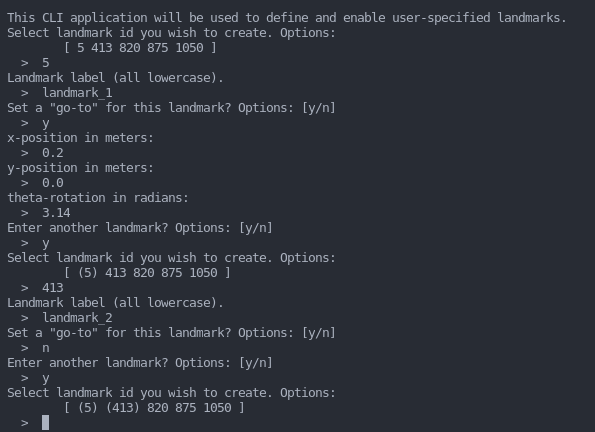 This CLI application will be used to define and enable user-specified landmarks.
Select landmark id you wish to create. Options:
[ 5 413 820 875 1050 ]
> 5
Landmark label (all lowercase).
> landmark_1
Set a "go-to" for this landmark? Options: [y/n]
> y
x-position in meters:
> 0.2
y-position in meters:
> 0.0
theta-rotation in radians:
> 3.14
Enter another landmark? Options: [y/n]
> y
Select landmark id you wish to create. Options:
[ (5) 413 820 875 1050 ]
> 413
Landmark label (all lowercase).
> landmark_2
Set a "go-to" for this landmark? Options: [y/n]
> n
Enter another landmark? Options: [y/n]
> y
Select landmark id you wish to create. Options:
[ (5) (413) 820 875 1050 ]
>